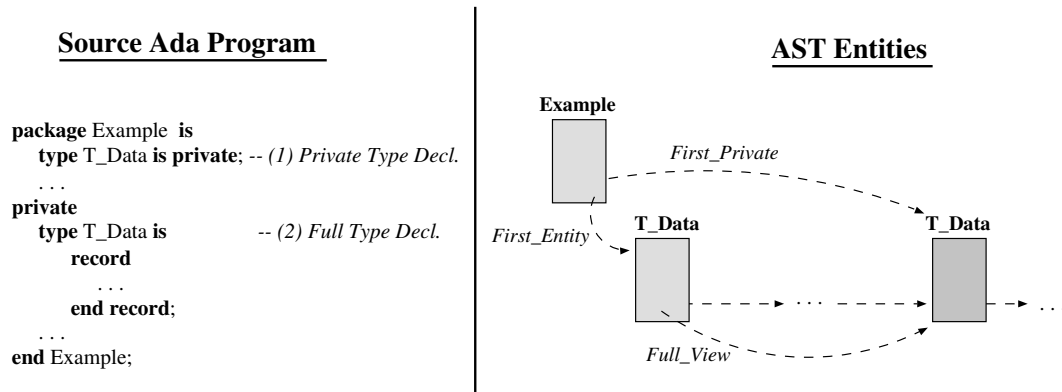 Source Ada Program
package Example is
type T_Data is private; -- (1) Private Type Decl.
. . .
private
type T_Data is -- (2) Full Type Decl.
record
. . .
end record;
. . .
end Example;
AST Entities
Example
First_Private
First_Entity
T_Data
T_Data
. . .
. .
Full_View